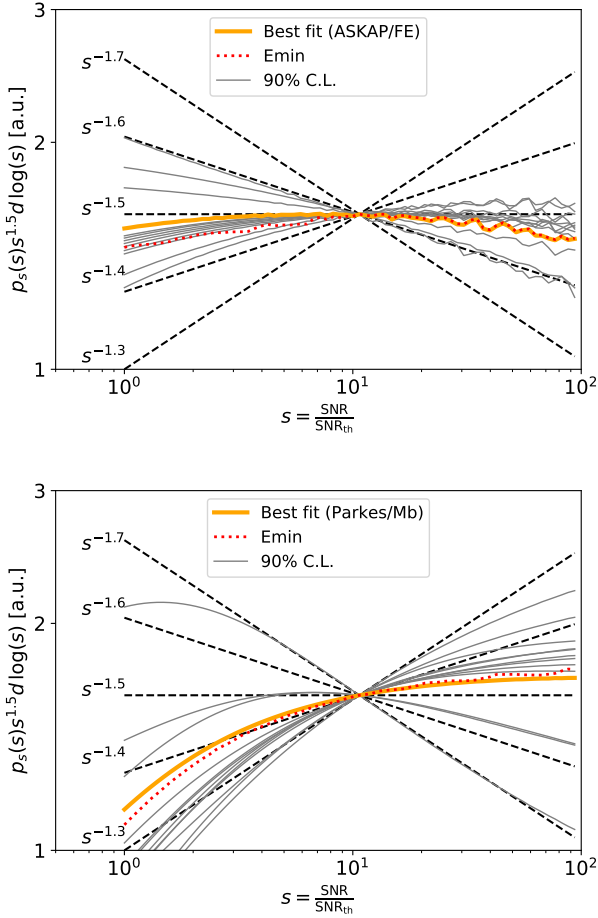 3
2
1
p_s(s)s^{1.5}d log(s) [a.u.]
Best fit (ASKAP/FE)
Emin
90% C.L.
s^{−1.7}
s^{−1.6}
s^{−1.5}
s^{−1.4}
s^{−1.3}
10^0 10^1 10^2
s = SNR/SNR_th
3
2
1
p_s(s)s^{1.5}d log(s) [a.u.]
Best fit (Parkes/Mb)
Emin
90% C.L.
s^{−1.7}
s^{−1.6}
s^{−1.5}
s^{−1.4}
s^{−1.3}
10^0 10^1 10^2
s = SNR/SNR_th